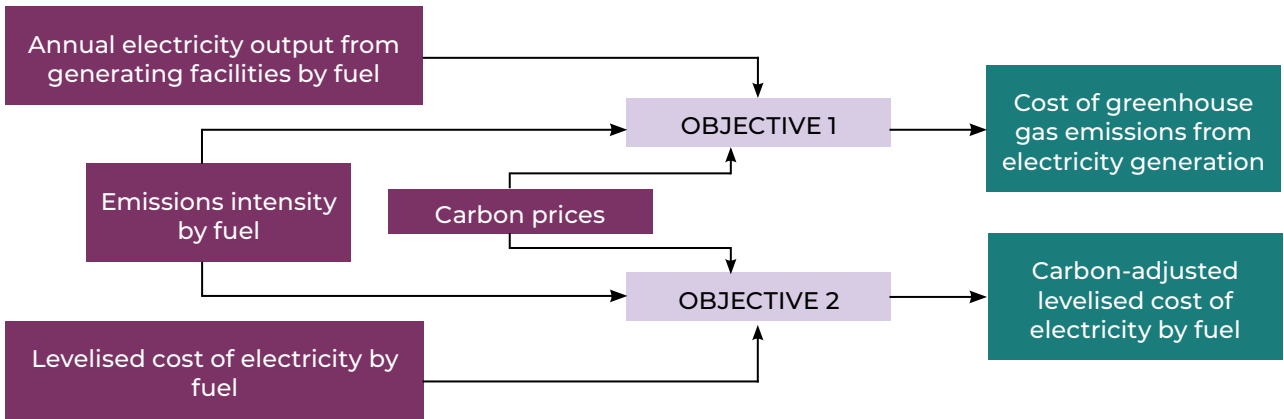 Annual electricity output from
generating facilities by fuel
OBJECTIVE 1
Cost of greenhouse
gas emissions from
electricity generation
Emissions intensity
by fuel
Carbon prices
OBJECTIVE 2
Carbon-adjusted
levelised cost of
electricity by fuel
Levelised cost of electricity by
fuel